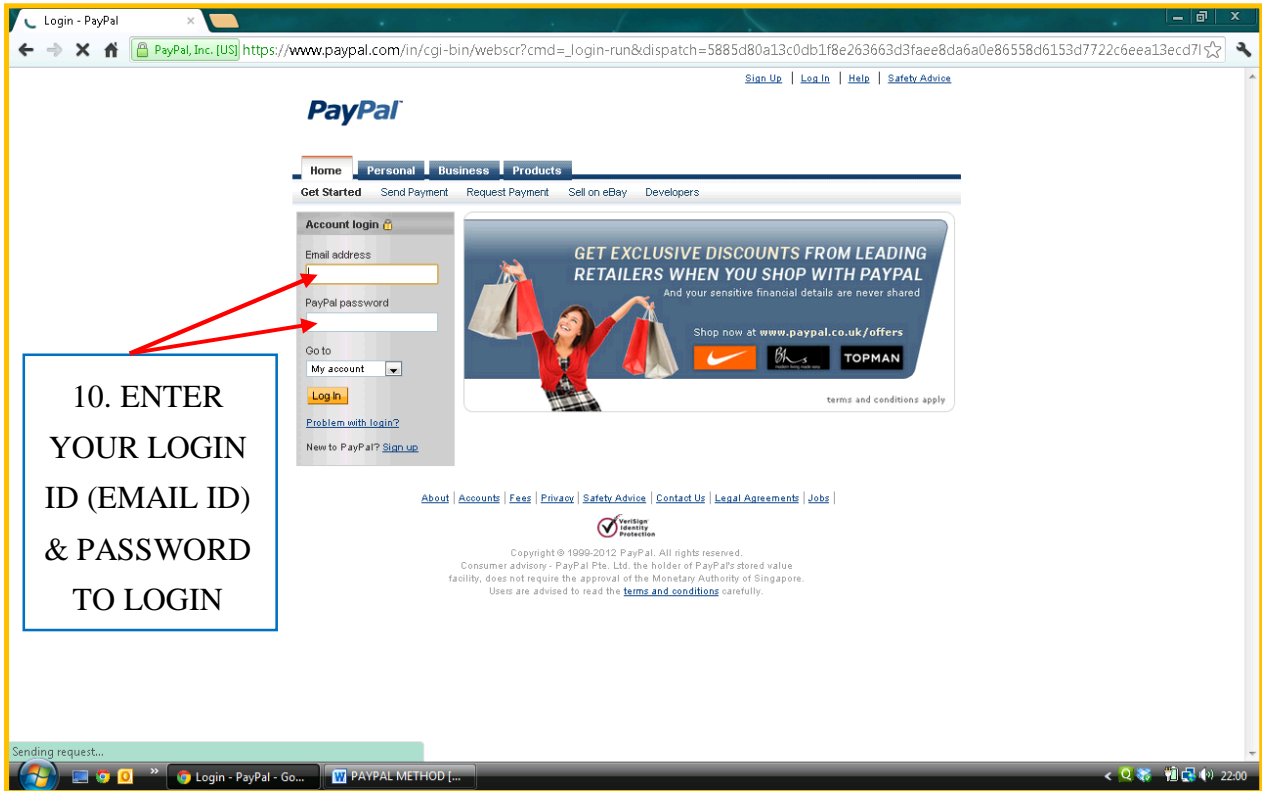 Login - PayPal
PayPal, Inc. [US] https://www.paypal.com/in/cgi-bin/webscr?cmd=_login-run&dispatch=5885d80a13c0db1f8e263663d3faee8da6a0e86558d6153d7722c6eea13ecd7
Sign Up | Log In | Help | Safety Advice
PayPal
Home Personal Business Products
Get Started Send Payment Request Payment Sell on eBay Developers
Account login
Email address
PayPal password
Go to
My account
Log In
Problem with login?
New to PayPal? Sign up
GET EXCLUSIVE DISCOUNTS FROM LEADING
RETAILERS WHEN YOU SHOP WITH PAYPAL
And your sensitive financial details are never shared
Shop now at www.paypal.co.uk/offers
Bhs
TOPMAN
terms and conditions apply
10. ENTER
YOUR LOGIN
ID (EMAIL ID)
& PASSWORD
TO LOGIN
About | Accounts | Fees | Privacy | Safety Advice | Contact Us | Legal Agreements | Jobs |
VeriSign
Identity
Protection
Copyright © 1999-2012 PayPal. All rights reserved.
Consumer advisory - PayPal Pte. Ltd. the holder of PayPal's stored value
facility, does not require the approval of the Monetary Authority of Singapore.
Users are advised to read the terms and conditions carefully.
Sending request...
Login - PayPal - Go... PAYPAL METHOD [... 22:00